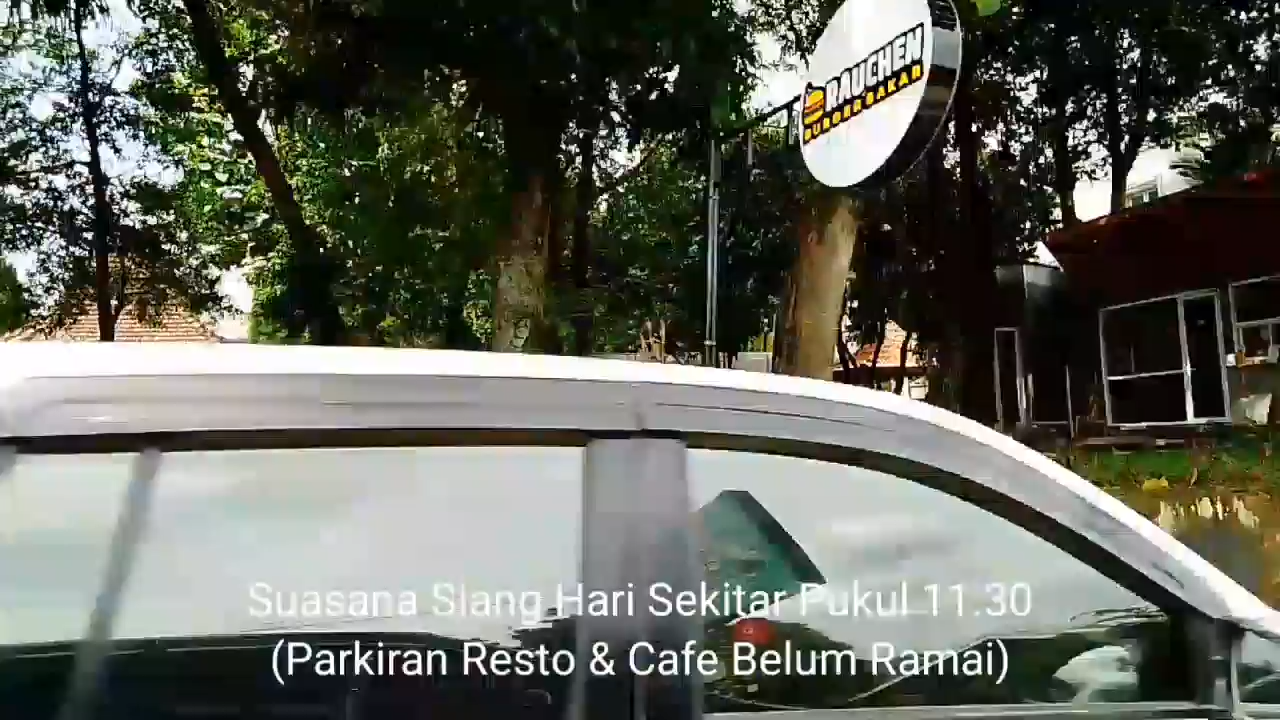 RAUCHEN
BURGER BAKAR
Suasana Siang Hari Sekitar Pukul 11.30
(Parkiran Resto & Cafe Belum Ramai)